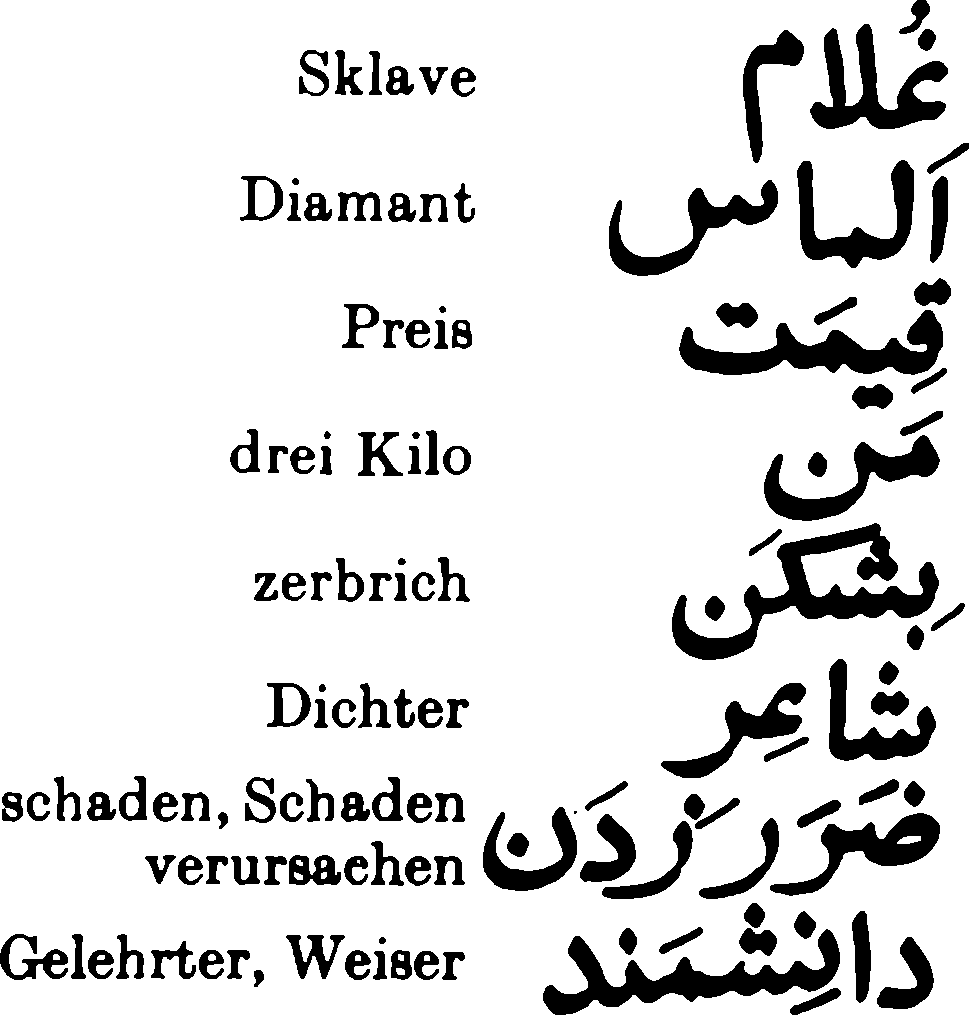 Sklave غُلام
Diamant اَلماس
Preis قِیمَت
drei Kilo مَن
zerbrich بِشکَن
Dichter شاعِر
schaden, Schaden
verursachen ضَرَر زَدَن
Gelehrter, Weiser دانِشمَند